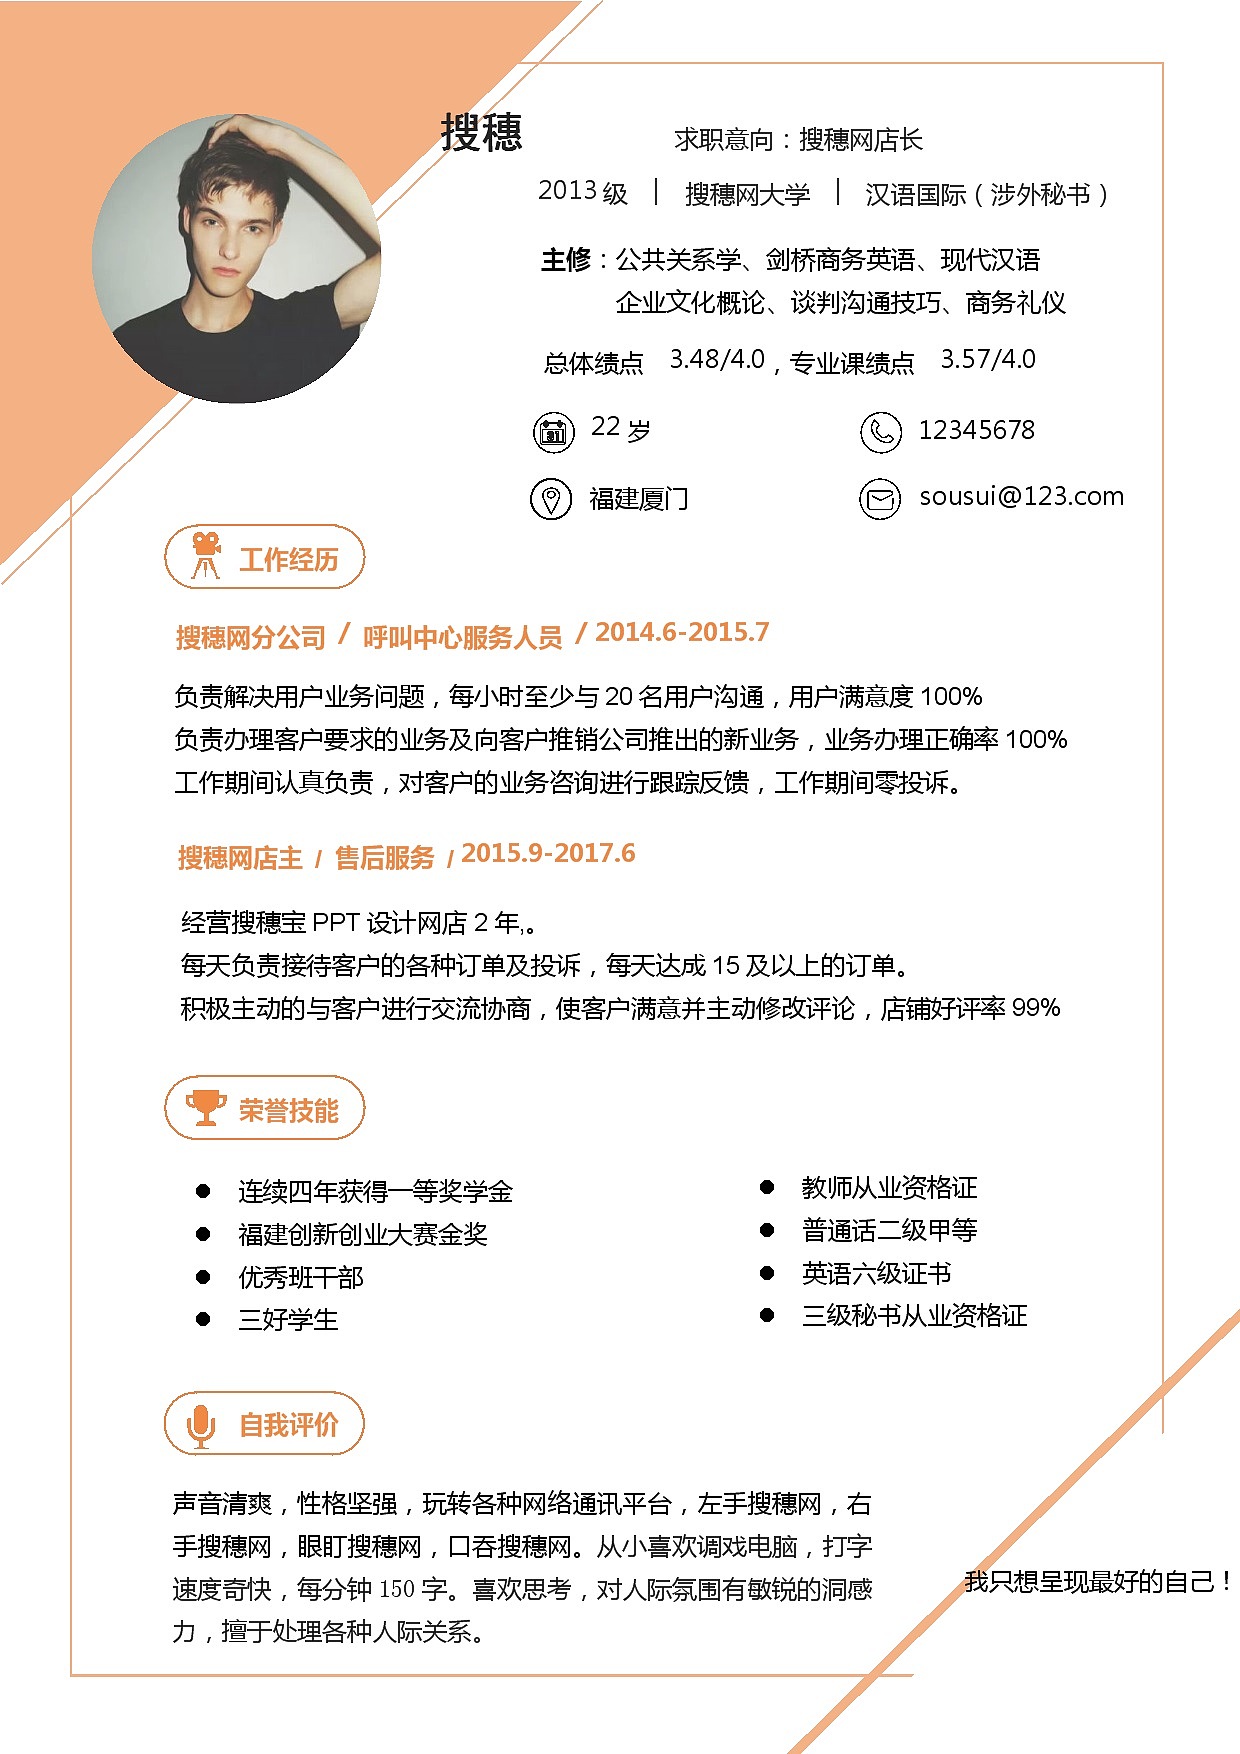 搜穗
求职意向：搜穗网店长
2013 级 | 搜穗网大学 | 汉语国际（涉外秘书）
主修：公共关系学、剑桥商务英语、现代汉语
企业文化概论、谈判沟通技巧、商务礼仪
总体绩点 3.48/4.0，专业课绩点 3.57/4.0
22 岁 12345678
福建厦门 sousui@123.com
工作经历
搜穗网分公司 / 呼叫中心服务人员 / 2014.6-2015.7
负责解决用户业务问题，每小时至少与 20 名用户沟通，用户满意度 100%
负责办理客户要求的业务及向客户推销公司推出的新业务，业务办理正确率 100%
工作期间认真负责，对客户的业务咨询进行跟踪反馈，工作期间零投诉。
搜穗网店主 / 售后服务 / 2015.9-2017.6
经营搜穗宝 PPT 设计网店 2 年,。
每天负责接待客户的各种订单及投诉，每天达成 15 及以上的订单。
积极主动的与客户进行交流协商，使客户满意并主动修改评论，店铺好评率 99%
荣誉技能
● 连续四年获得一等奖学金
● 福建创新创业大赛金奖
● 优秀班干部
● 三好学生
● 教师从业资格证
● 普通话二级甲等
● 英语六级证书
● 三级秘书从业资格证
自我评价
声音清爽，性格坚强，玩转各种网络通讯平台，左手搜穗网，右
手搜穗网，眼盯搜穗网，口吞搜穗网。从小喜欢调戏电脑，打字
速度奇快，每分钟 150 字。喜欢思考，对人际氛围有敏锐的洞感
力，擅于处理各种人际关系。
我只想呈现最好的自己！